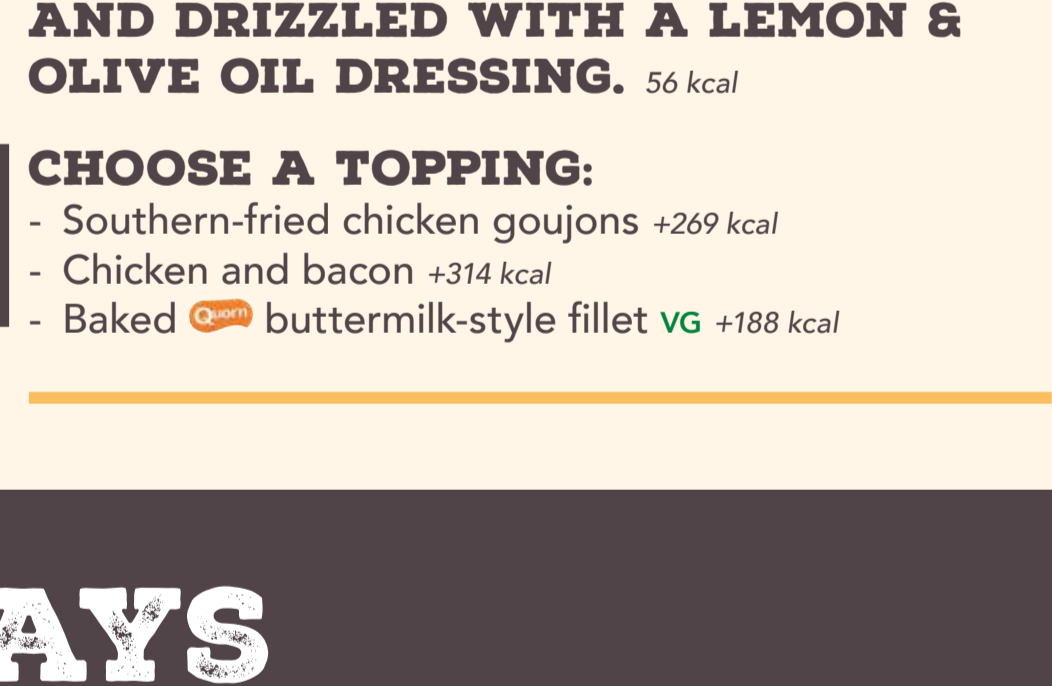 AND DRIZZLED WITH A LEMON &
OLIVE OIL DRESSING. 56 kcal
CHOOSE A TOPPING:
- Southern-fried chicken goujons +269 kcal
- Chicken and bacon +314 kcal
- Baked Quorn buttermilk-style fillet VG +188 kcal
AYS